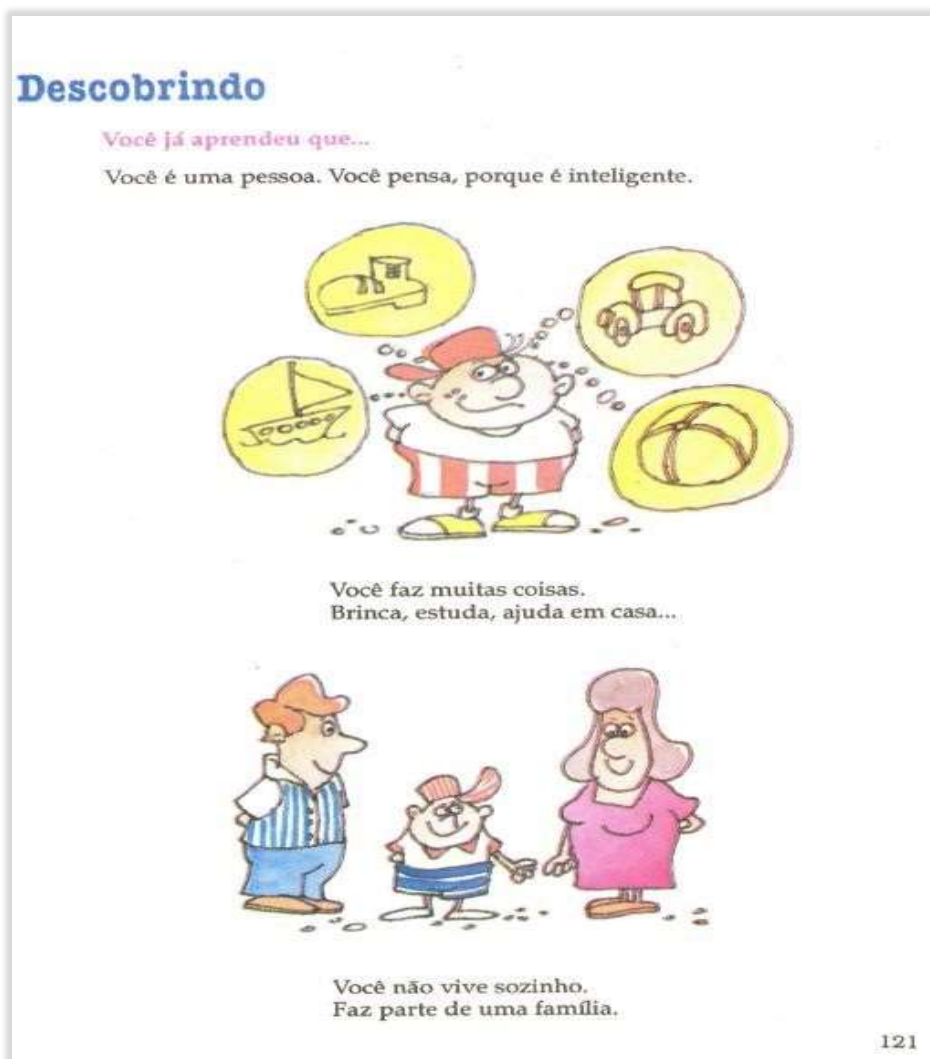 Descobrindo
Você já aprendeu que...
Você é uma pessoa. Você pensa, porque é inteligente.
Você faz muitas coisas.
Brinca, estuda, ajuda em casa...
Você não vive sozinho.
Faz parte de uma família.
121